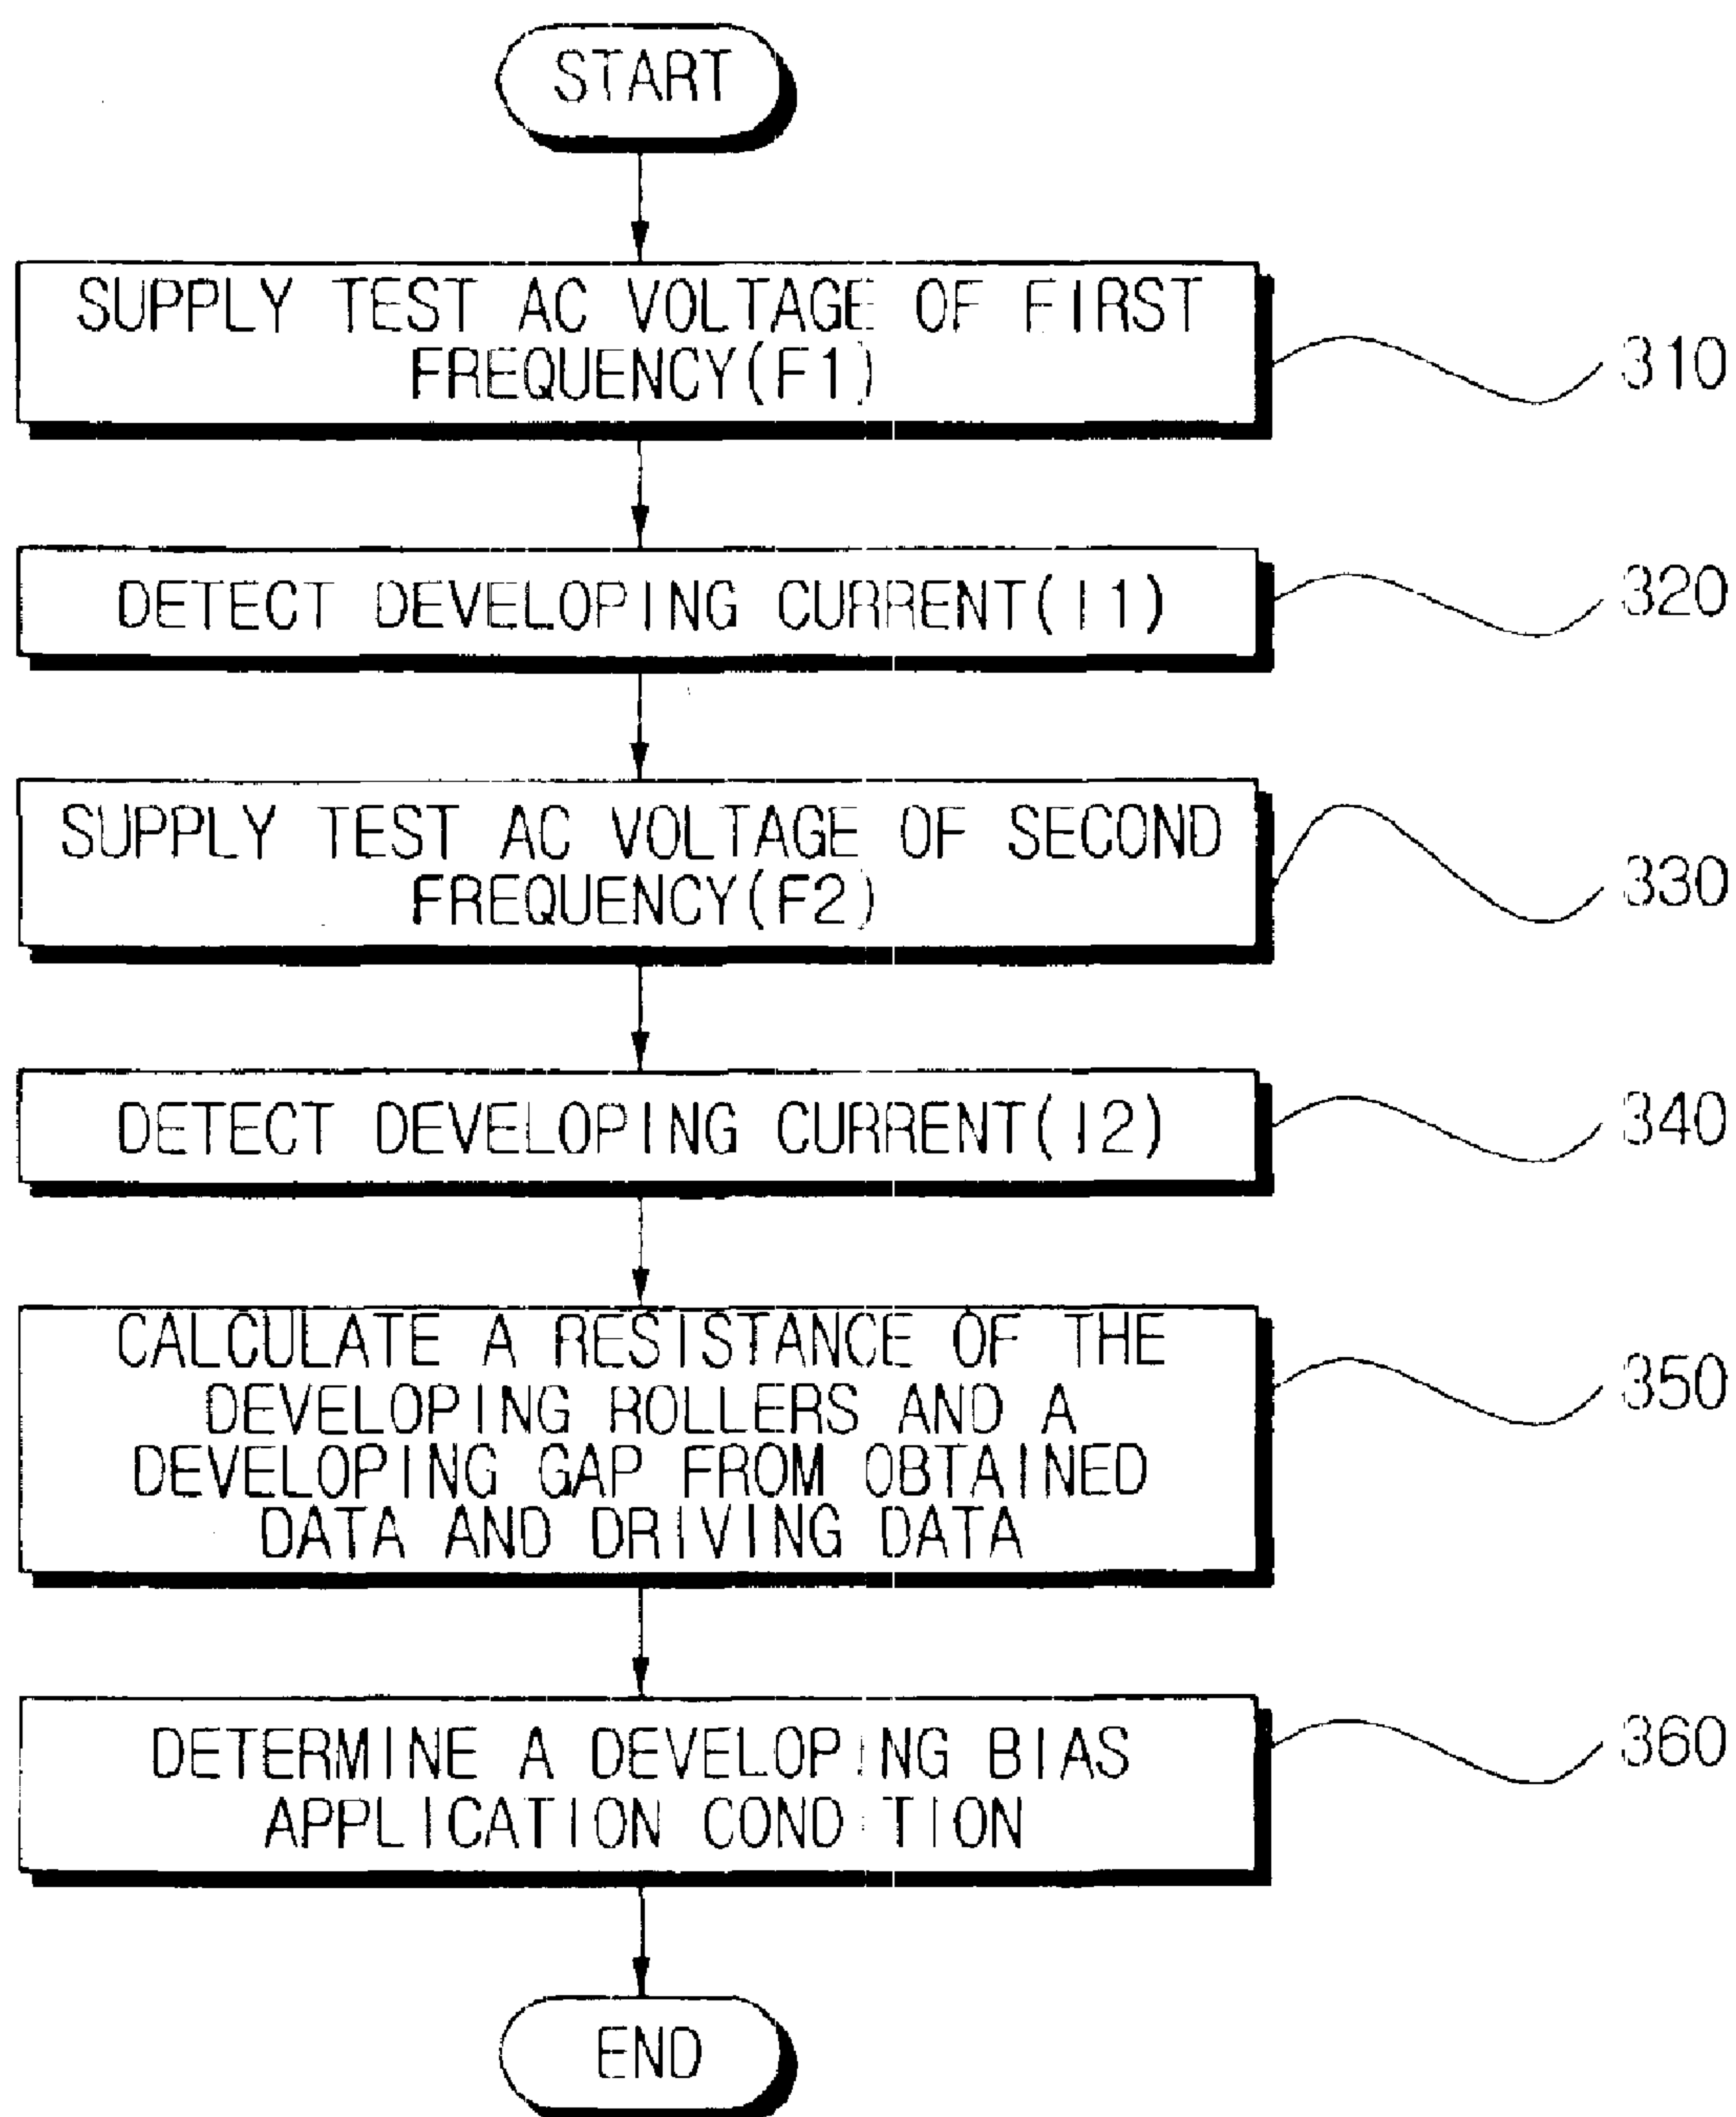 START
SUPPLY TEST AC VOLTAGE OF FIRST
FREQUENCY(F1)
310
DETECT DEVELOPING CURRENT(I1)
320
SUPPLY TEST AC VOLTAGE OF SECOND
FREQUENCY(F2)
330
DETECT DEVELOPING CURRENT(I2)
340
CALCULATE A RESISTANCE OF THE
DEVELOPING ROLLERS AND A
DEVELOPING GAP FROM OBTAINED
DATA AND DRIVING DATA
350
DETERMINE A DEVELOPING BIAS
APPLICATION CONDITION
360
END